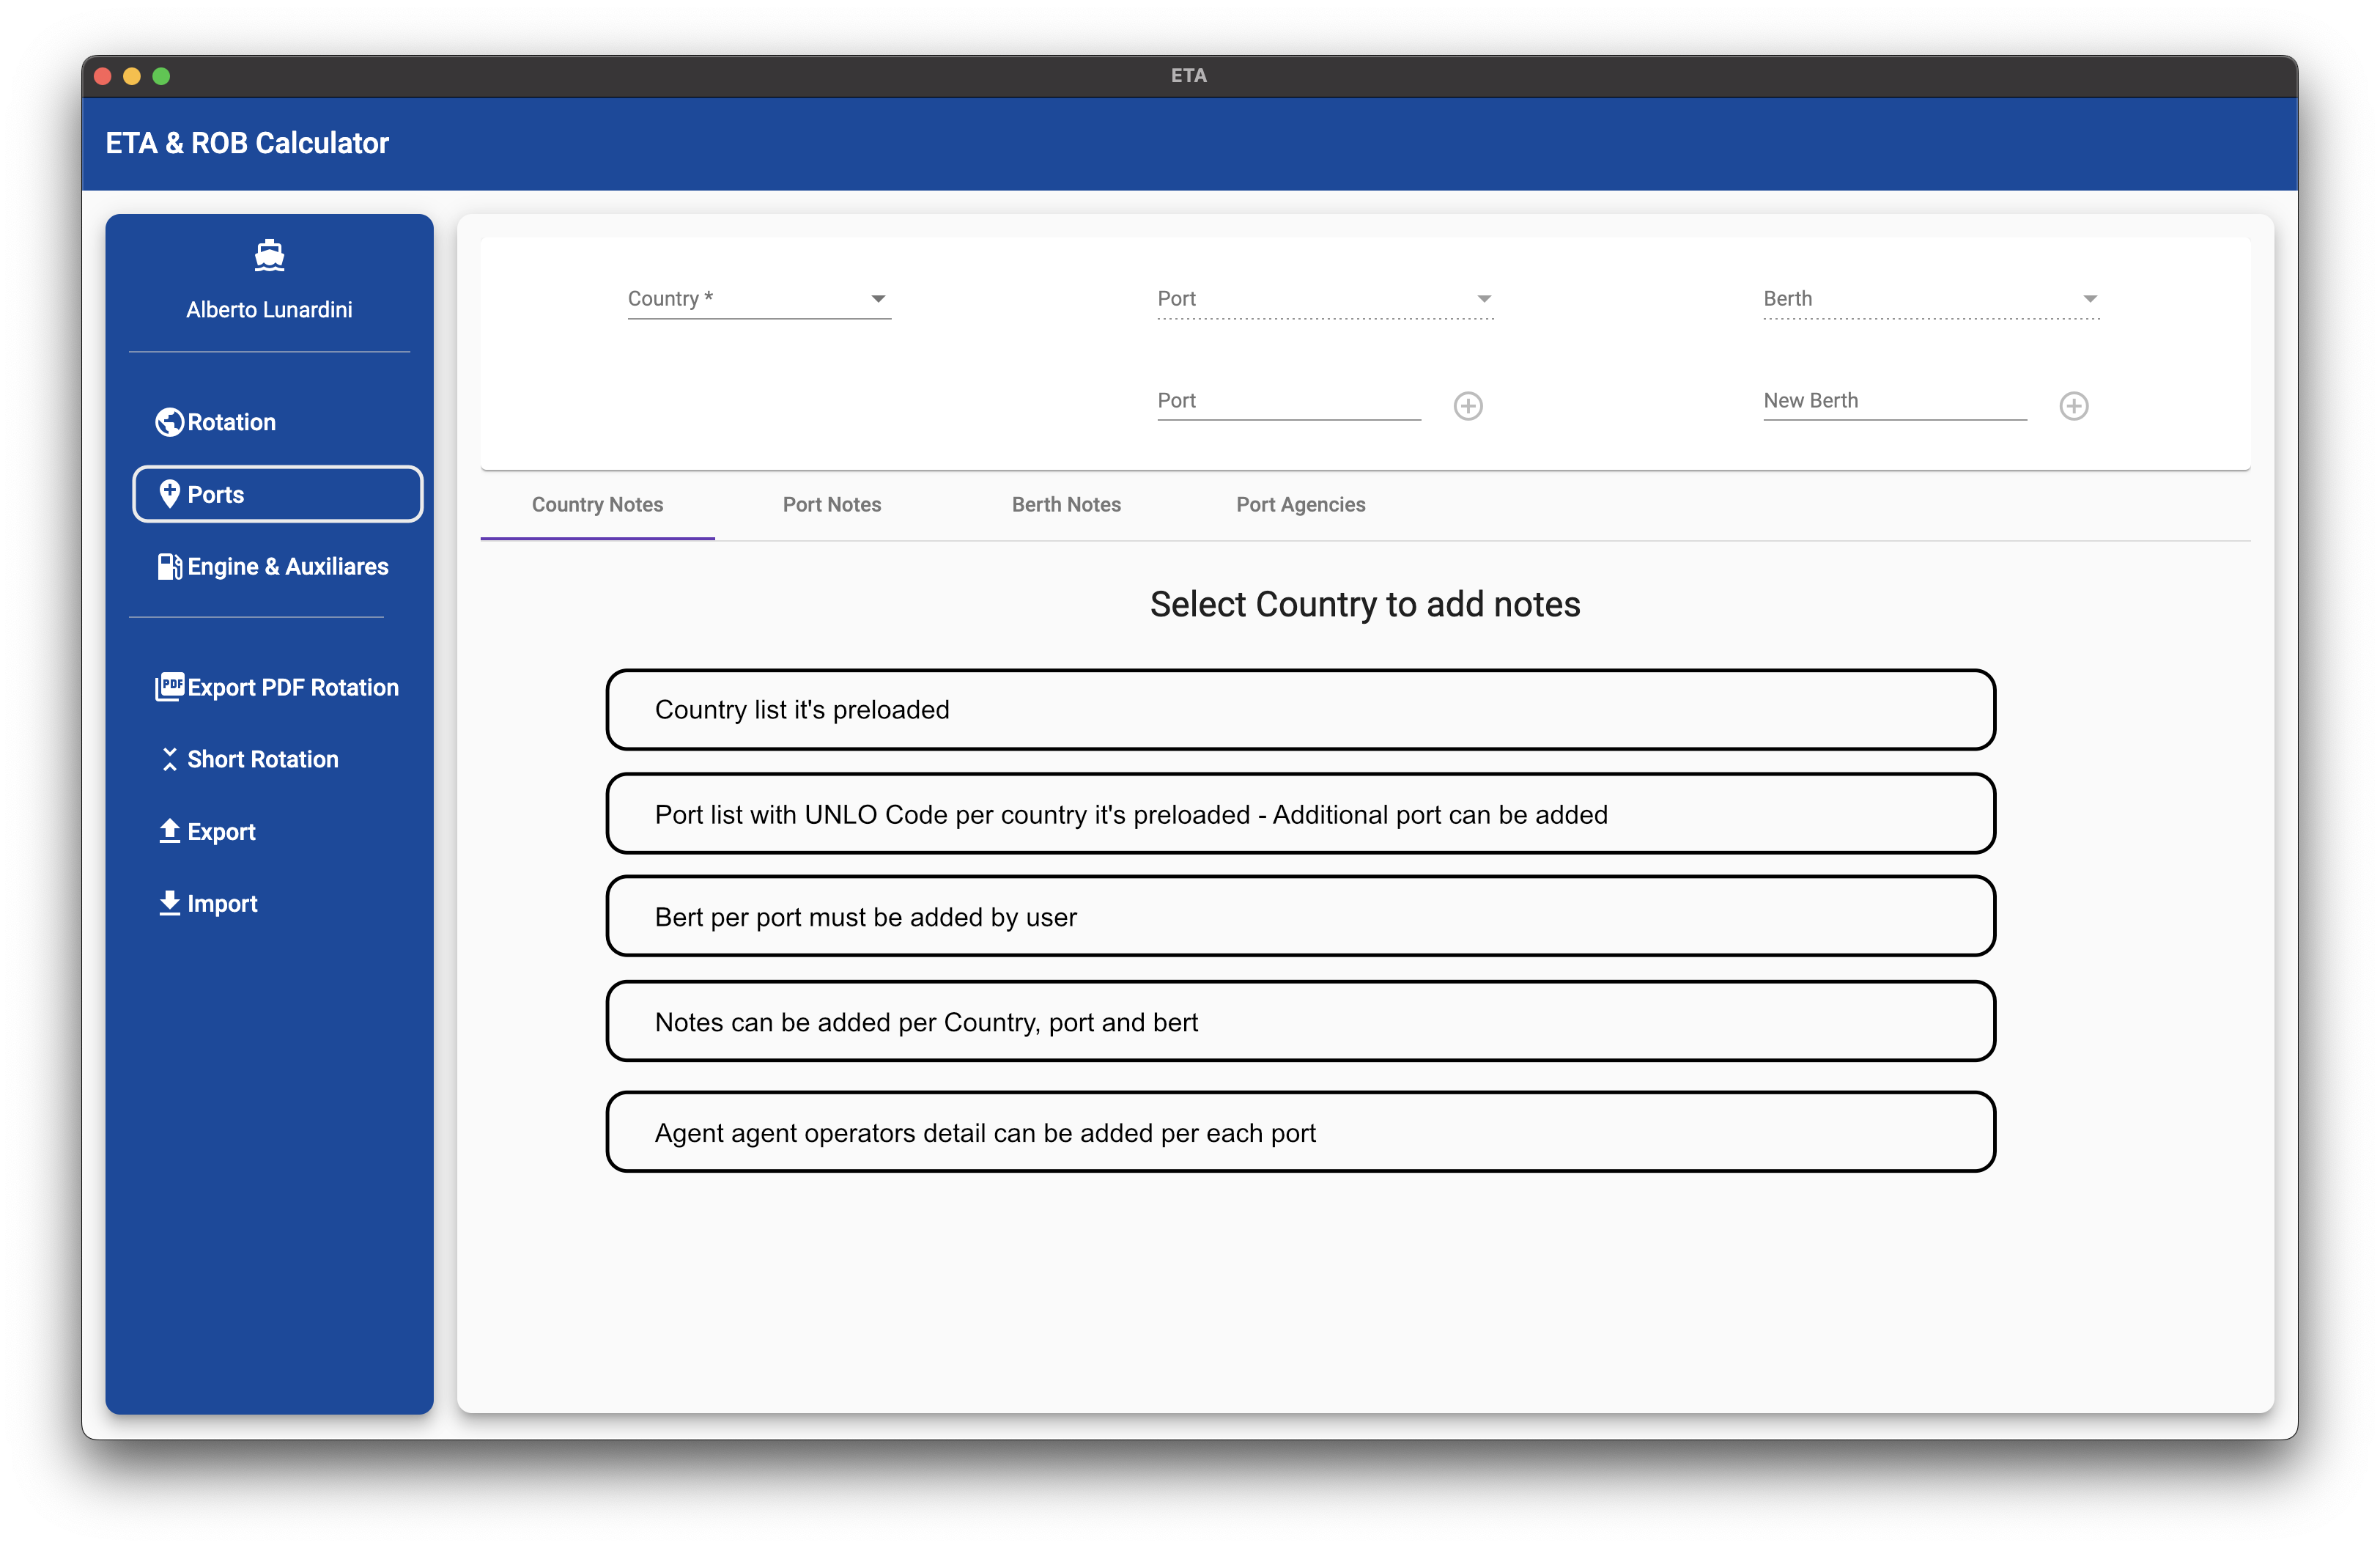 ETA
ETA & ROB Calculator
Alberto Lunardini
Rotation
Ports
Engine & Auxiliares
PDF
Export PDF Rotation
Short Rotation
Export
Import
Country *
Port
Berth
Port
New Berth
Country Notes
Port Notes
Berth Notes
Port Agencies
Select Country to add notes
Country list it's preloaded
Port list with UNLO Code per country it's preloaded - Additional port can be added
Bert per port must be added by user
Notes can be added per Country, port and bert
Agent agent operators detail can be added per each port